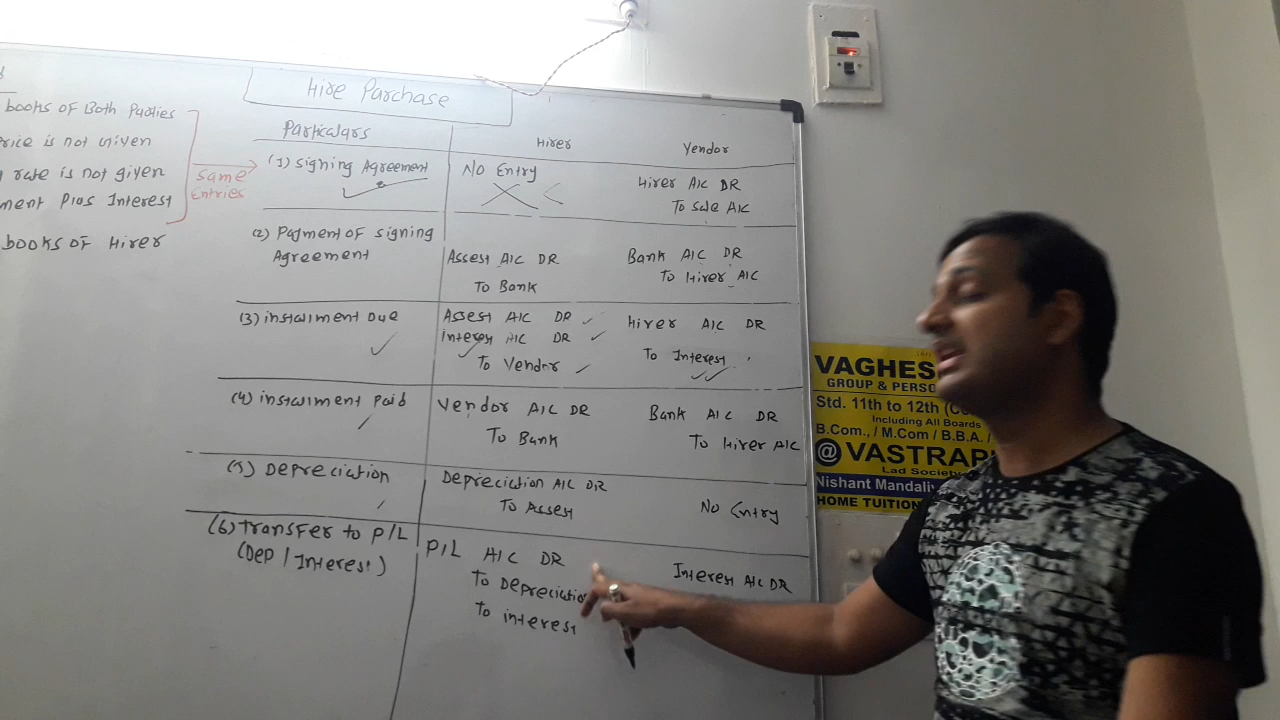 Hire Purchase
books of Both Parties
Price is not given
rate is not given
ment Plus Interest
books of Hirer
same
entries
Particulars
Hirer
Vendor
(1) signing Agreement
NO Entry
Hirer A/C DR
To Sale A/C
(2) Patment of signing
Agreement
Assest A/C DR
To Bank
Bank A/C DR
To Hirer A/C
(3) installment Due
Assest A/C DR
interest A/C DR
To Vendor
Hirer A/C DR
To Interest
(4) installment paid
Vendor A/C DR
To Bank
Bank A/C DR
To Hirer A/C
(5) Depreciation
Depreciation A/C DR
To Assest
No Entry
(6) Transfer to P/L
(Dep / Interest)
P/L A/C DR
To Depreciation
To interest
Interest A/C DR
VAGHES
GROUP & PERSO
Std. 11th to 12th (Co
Including All Boards
B.Com., / M.Com / B.B.A. /
@ VASTRAP
Lad Society
Nishant Mandaliy
HOME TUITION